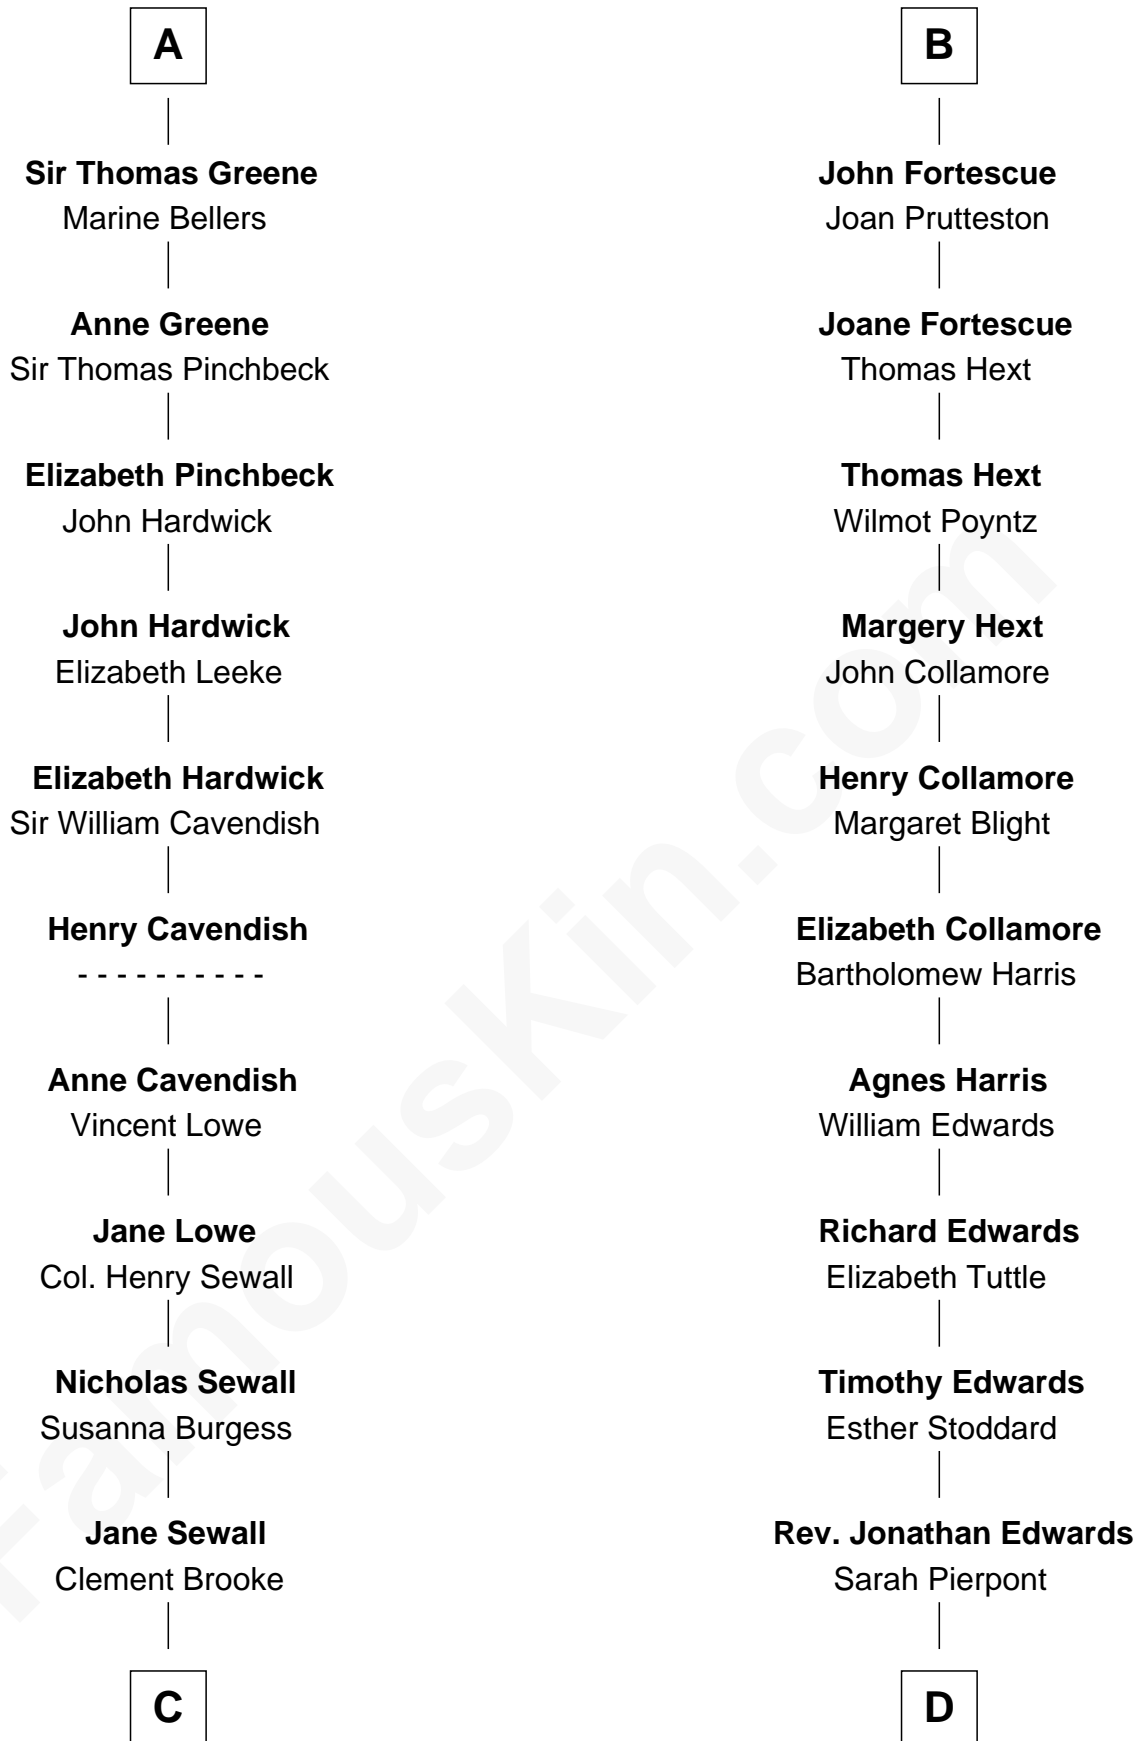 A
Sir Thomas Greene
Marine Bellers
Anne Greene
Sir Thomas Pinchbeck
Elizabeth Pinchbeck
John Hardwick
John Hardwick
Elizabeth Leeke
Elizabeth Hardwick
Sir William Cavendish
Henry Cavendish
- - - - - - - - - -
Anne Cavendish
Vincent Lowe
Jane Lowe
Col. Henry Sewall
Nicholas Sewall
Susanna Burgess
Jane Sewall
Clement Brooke
C
B
John Fortescue
Joan Prutteston
Joane Fortescue
Thomas Hext
Thomas Hext
Wilmot Poyntz
Margery Hext
John Collamore
Henry Collamore
Margaret Blight
Elizabeth Collamore
Bartholomew Harris
Agnes Harris
William Edwards
Richard Edwards
Elizabeth Tuttle
Timothy Edwards
Esther Stoddard
Rev. Jonathan Edwards
Sarah Pierpont
D
FamousKin.com